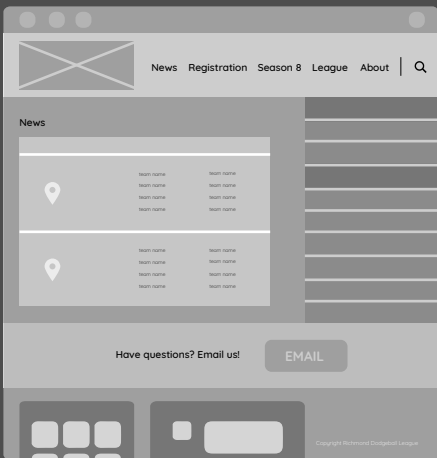 News Registration Season 8 League About
News
team name team name
team name team name
team name team name
team name team name
team name team name
team name team name
team name team name
team name team name
Have questions? Email us! EMAIL
Copyright Richmond Dodgeball League